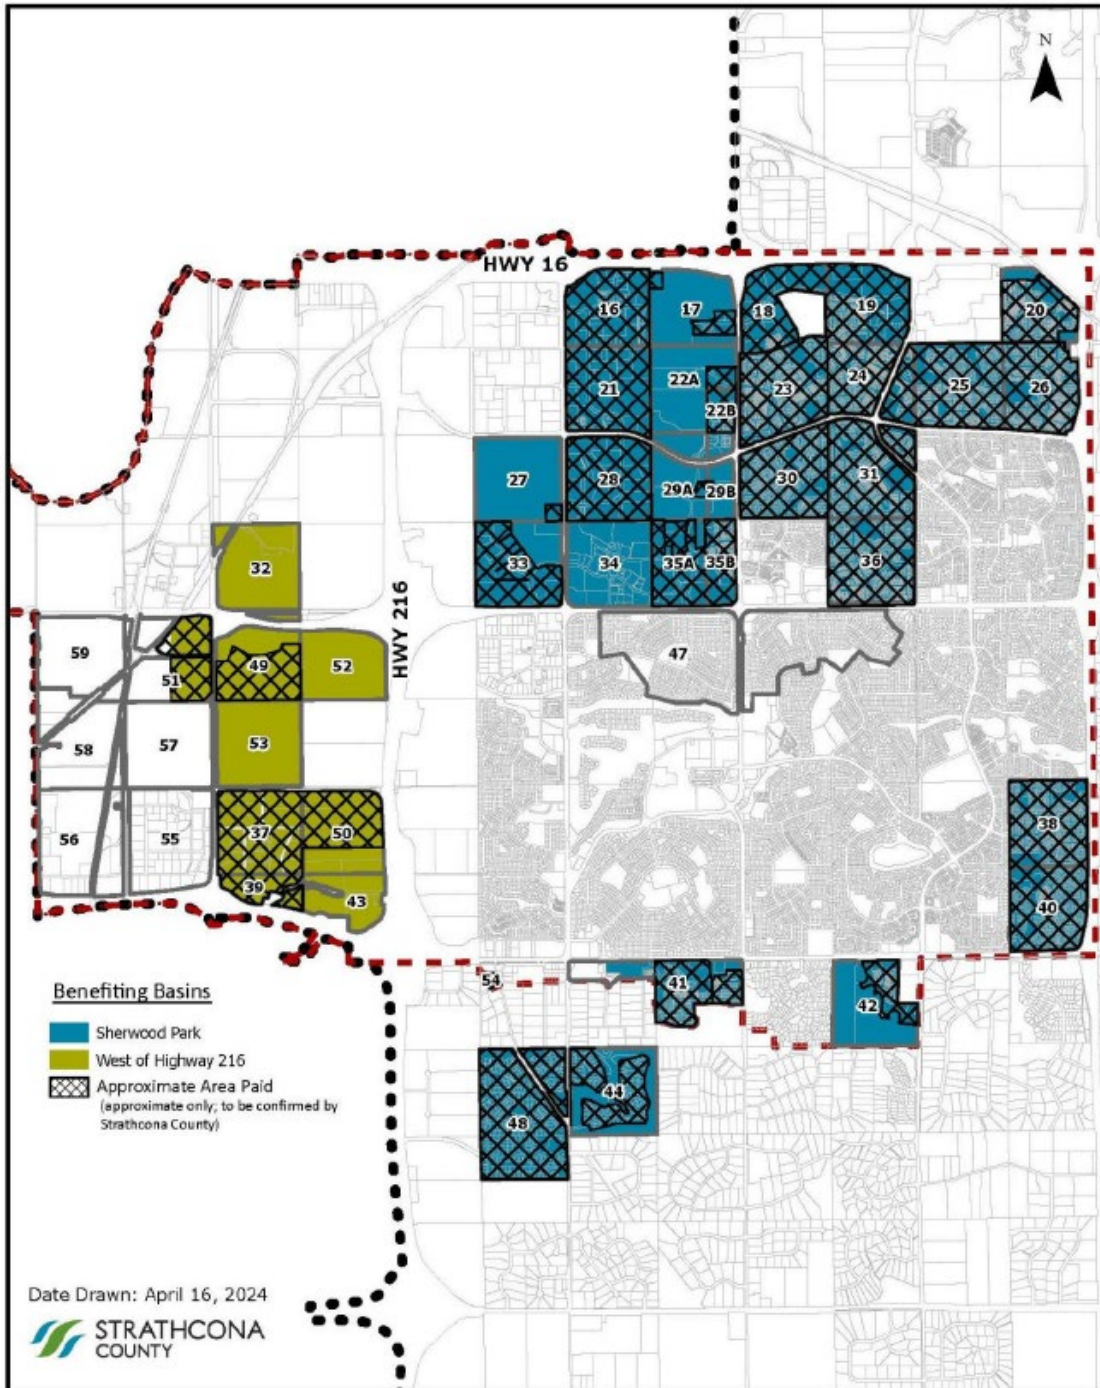 N
HWY 16
16
17
18
19
20
21
22A
22B
23
24
25
26
27
28
29A
29B
30
31
32
33
34
35A
35B
36
HWY 216
59
51
49
52
47
58
57
53
56
55
37
50
39
43
38
40
54
41
42
44
48
Benefiting Basins
Sherwood Park
West of Highway 216
Approximate Area Paid
(approximate only; to be confirmed by
Strathcona County)
Date Drawn: April 16, 2024
STRATHCONA
COUNTY